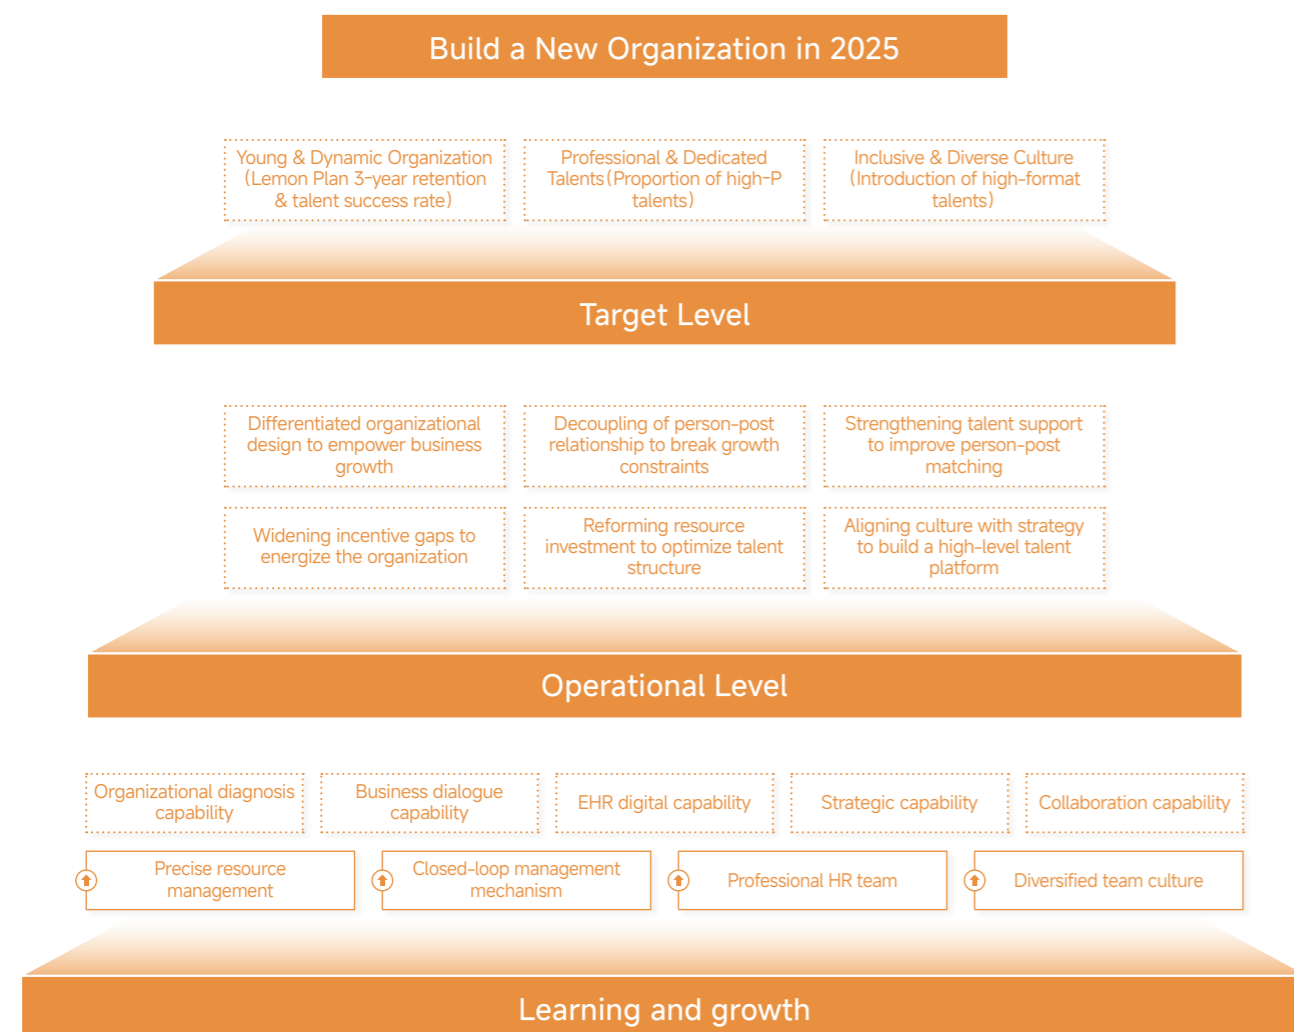 Build a New Organization in 2025
Young & Dynamic Organization
(Lemon Plan 3-year retention
& talent success rate)
Professional & Dedicated
Talents(Proportion of high-P
talents)
Inclusive & Diverse Culture
(Introduction of high-format
talents)
Target Level
Differentiated organizational
design to empower business
growth
Decoupling of person-post
relationship to break growth
constraints
Strengthening talent support
to improve person-post
matching
Widening incentive gaps to
energize the organization
Reforming resource
investment to optimize talent
structure
Aligning culture with strategy
to build a high-level talent
platform
Operational Level
Organizational diagnosis
capability
Business dialogue
capability
EHR digital capability
Strategic capability
Collaboration capability
Precise resource
management
Closed-loop management
mechanism
Professional HR team
Diversified team culture
Learning and growth